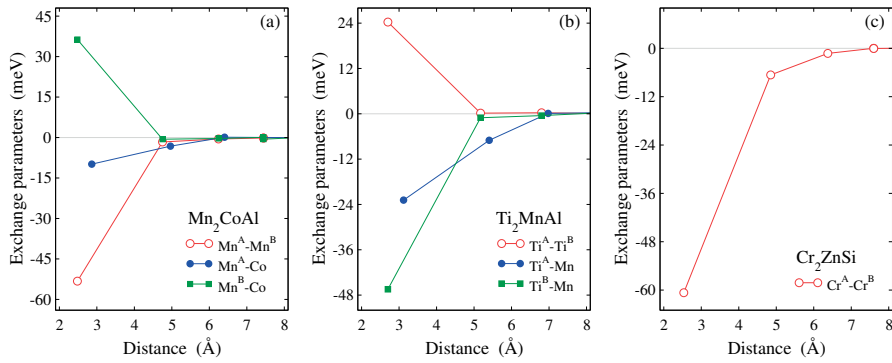 (a)
45
30
15
0
-15
-30
-45
-60
Exchange parameters (meV)
Mn₂CoAl
Mnᴬ-Mnᴮ
Mnᴬ-Co
Mnᴮ-Co
2 3 4 5 6 7 8
Distance (Å)
(b)
24
12
0
-12
-24
-36
-48
Exchange parameters (meV)
Ti₂MnAl
Tiᴬ-Tiᴮ
Tiᴬ-Mn
Tiᴮ-Mn
2 3 4 5 6 7 8
Distance (Å)
(c)
0
-12
-24
-36
-48
-60
Exchange parameters (meV)
Cr₂ZnSi
Crᴬ-Crᴮ
2 3 4 5 6 7 8
Distance (Å)